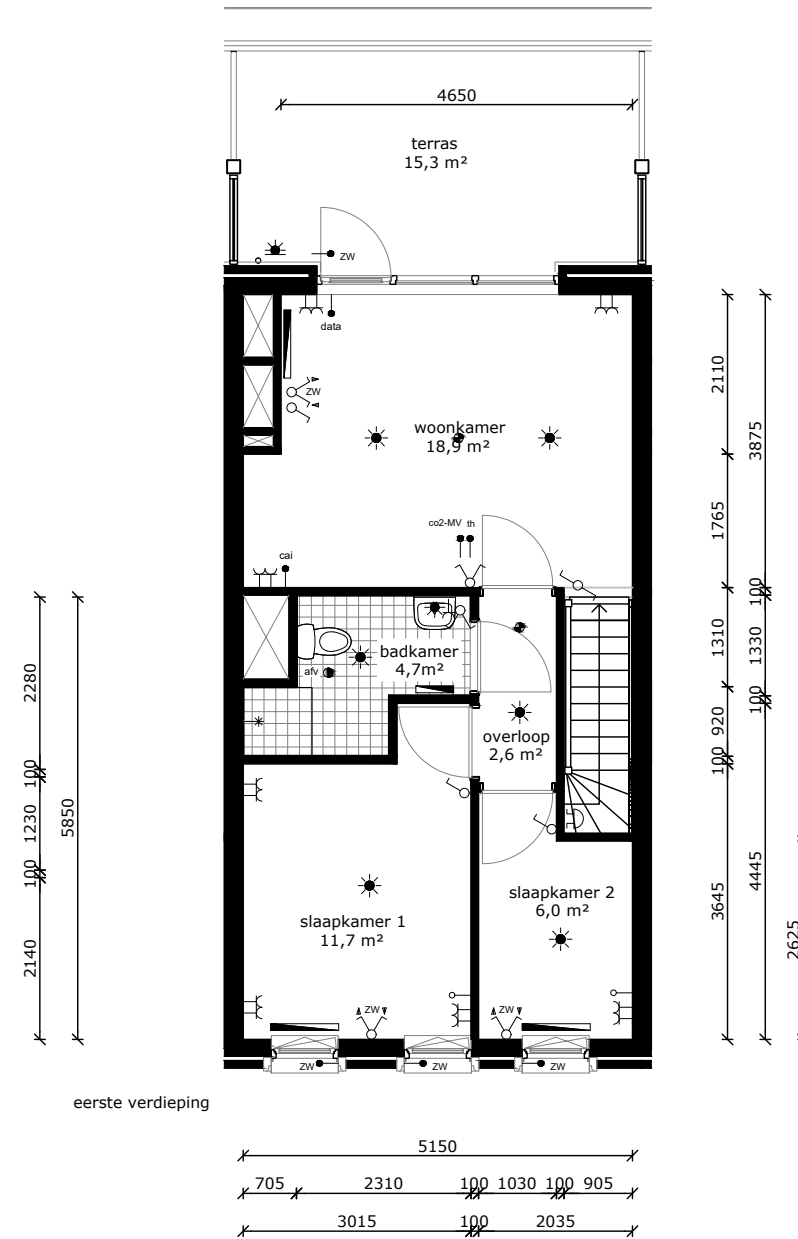 4650
terras
15,3 m²
ZW
data
ZW
woonkamer
18,9 m²
co2-MV th
cai
2110
1765
3875
100
1310
1330
920
100
100
3645
4445
2625
badkamer
4,7m²
afv
overloop
2,6 m²
2280
100
1230
100
2140
5850
slaapkamer 1
11,7 m²
slaapkamer 2
6,0 m²
ZW
ZW
ZW
ZW
ZW
eerste verdieping
5150
705 2310 100 1030 100 905
3015 100 2035